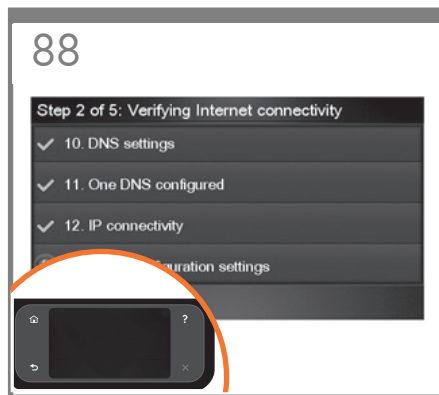 88
Step 2 of 5: Verifying Internet connectivity
✓ 10. DNS settings
✓ 11. One DNS configured
✓ 12. IP connectivity
settings
?